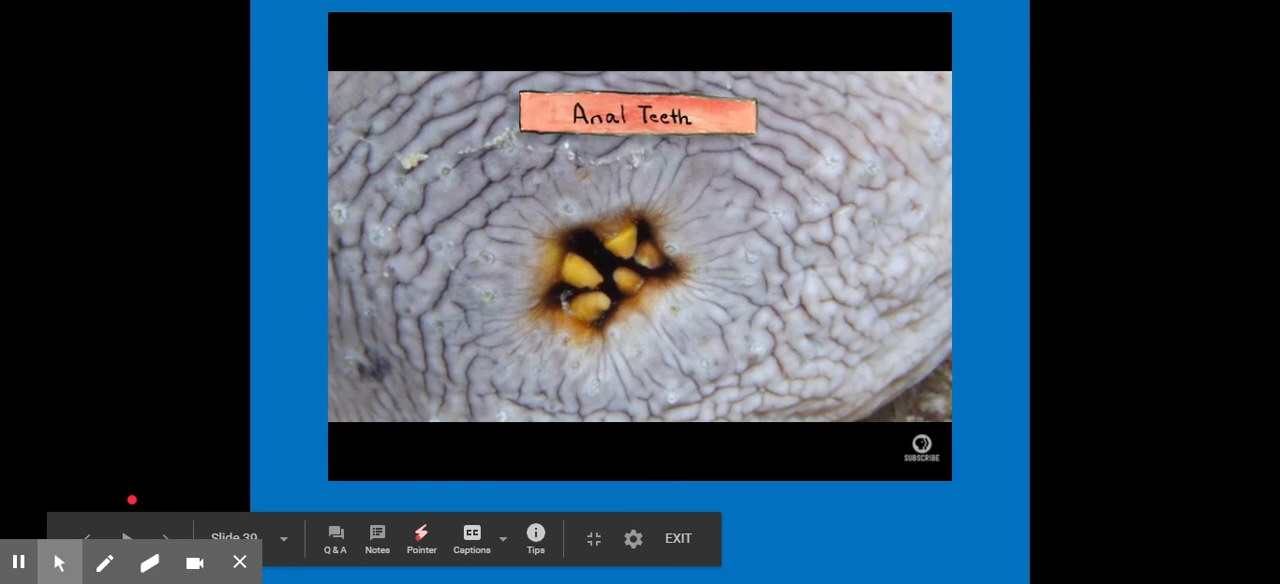 Anal Teeth
SUBSCRIBE
Slide 39
Q & A
Notes
Pointer
Captions
Tips
EXIT